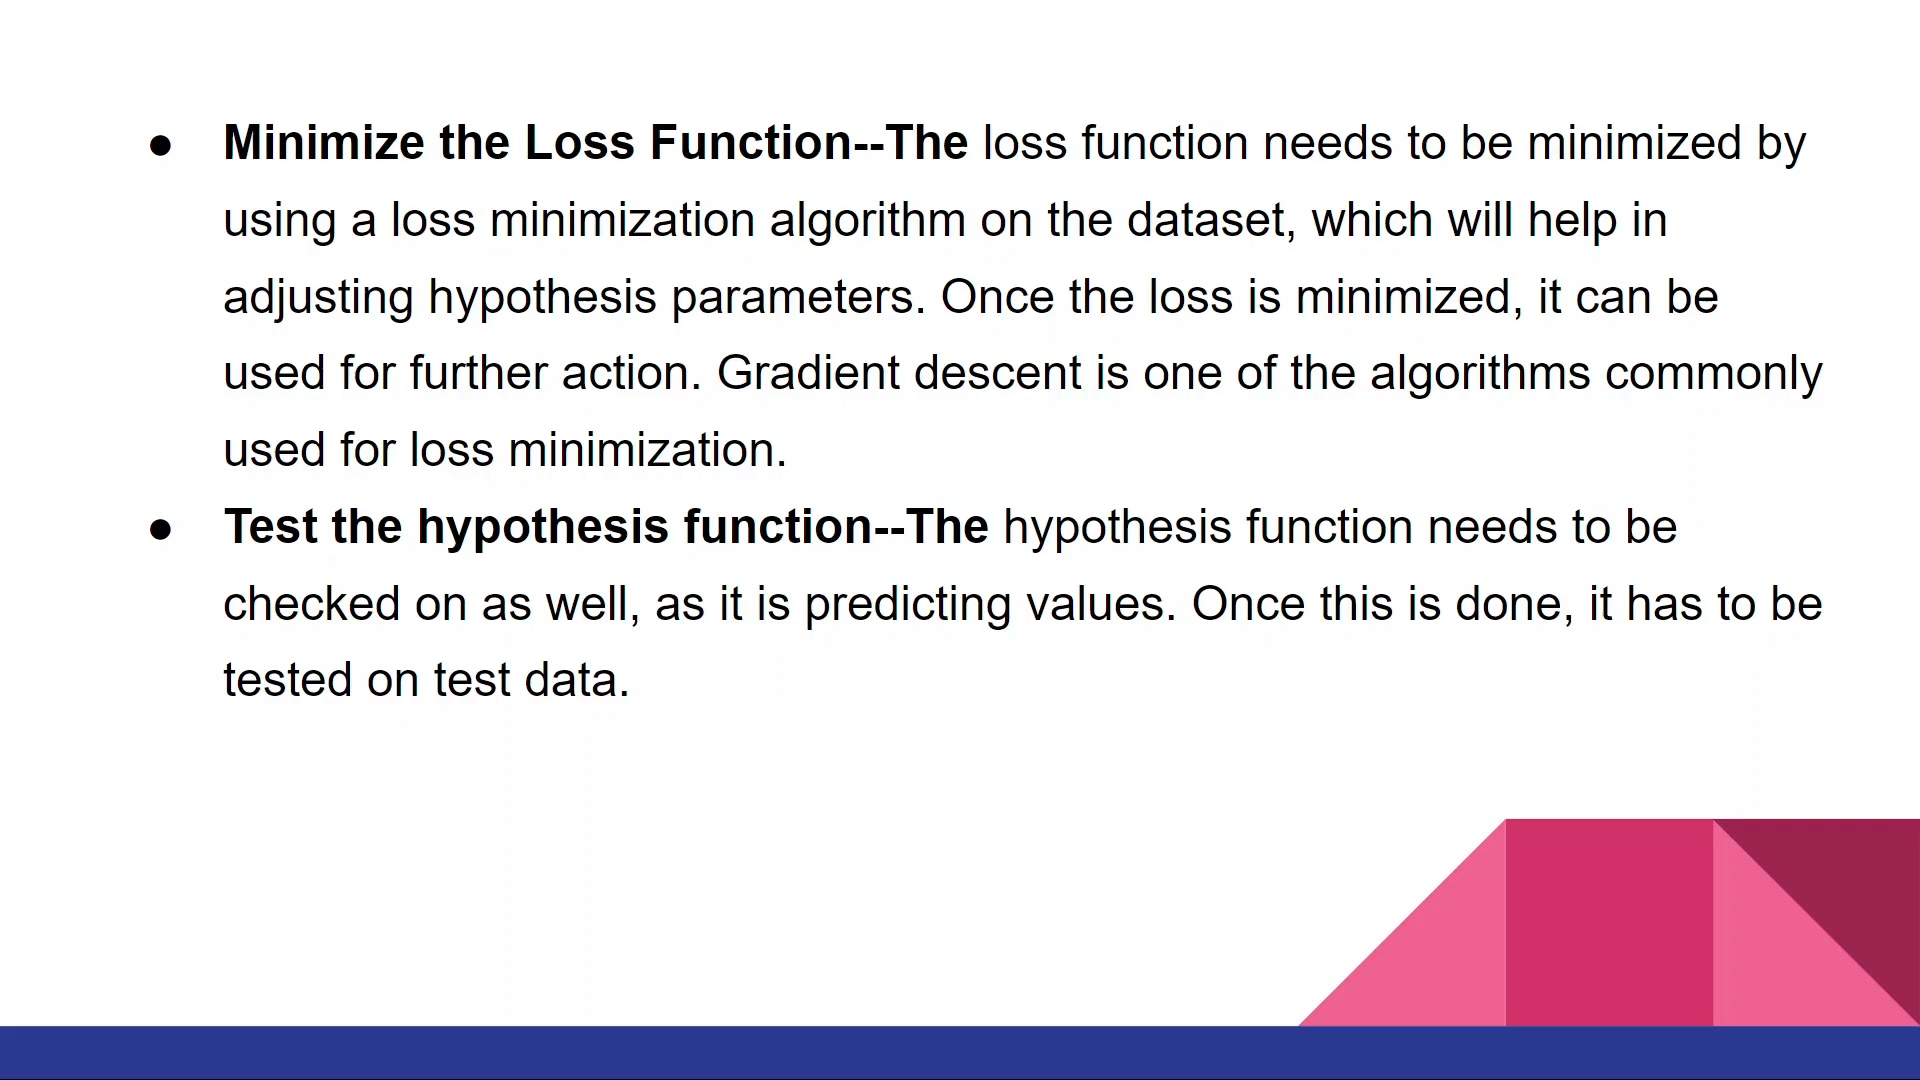 ● Minimize the Loss Function--The loss function needs to be minimized by
using a loss minimization algorithm on the dataset, which will help in
adjusting hypothesis parameters. Once the loss is minimized, it can be
used for further action. Gradient descent is one of the algorithms commonly
used for loss minimization.
● Test the hypothesis function--The hypothesis function needs to be
checked on as well, as it is predicting values. Once this is done, it has to be
tested on test data.